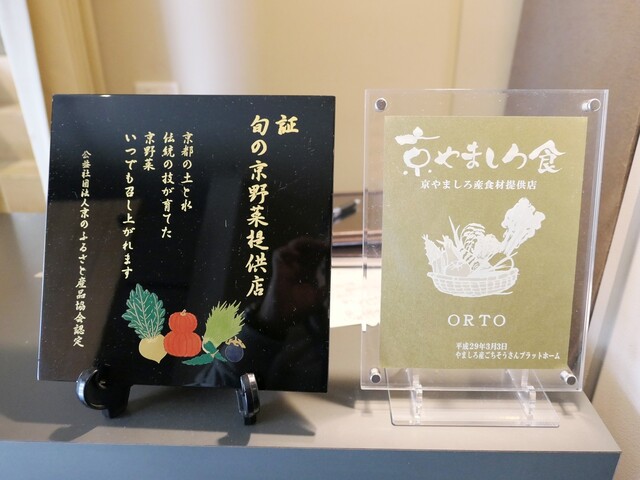 証
旬の京野菜提供店
京都の土と水
伝統の技が育てた
京野菜
いつでも召し上がれます
公益社団法人京のふるさと産品協会認定
京やましろ食
京やましろ産食材提供店
ORTO
平成29年3月3日
やましろ産ごちそうさんプラットホーム